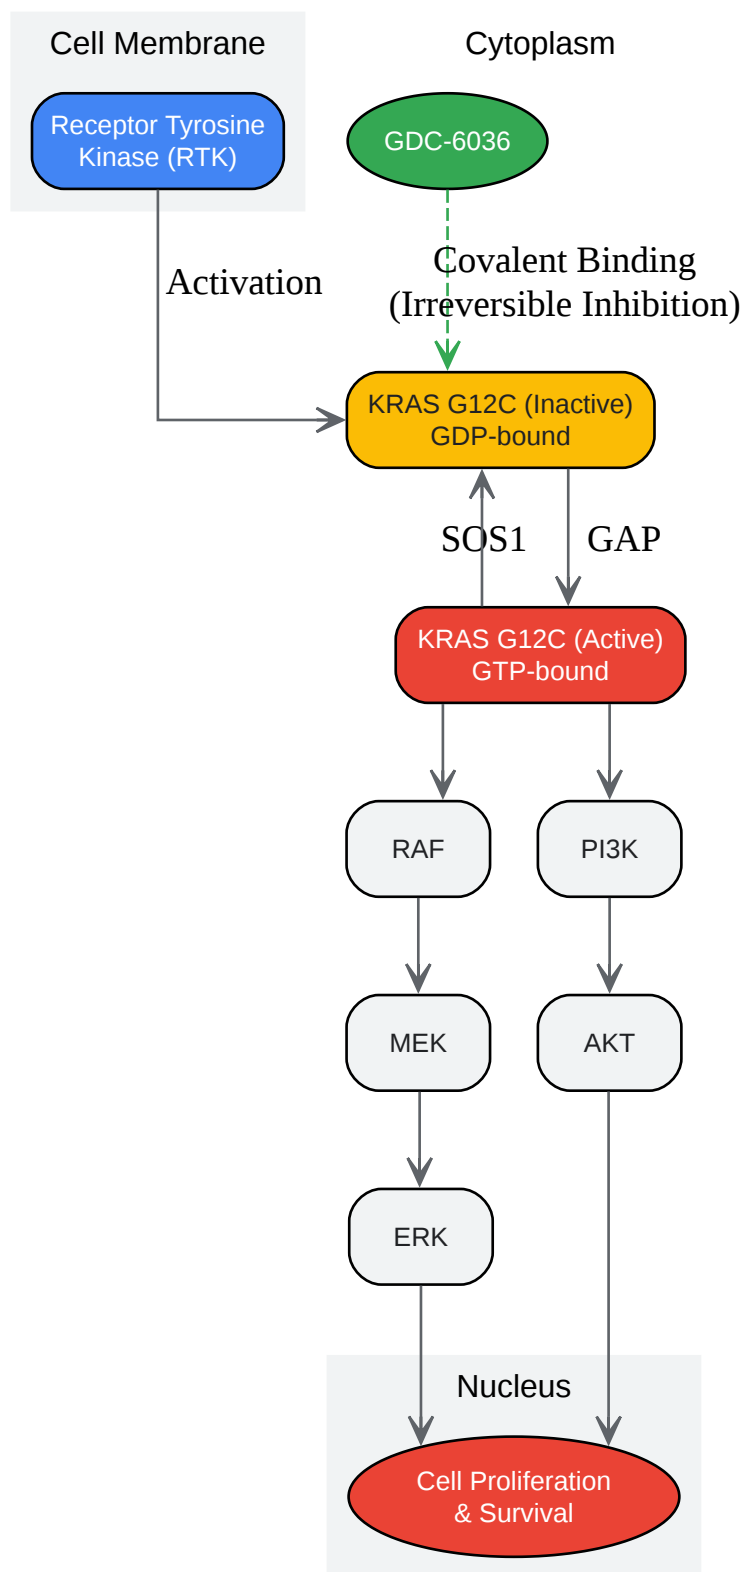 Cell Membrane
Cytoplasm
Receptor Tyrosine
Kinase (RTK)
GDC-6036
Activation
Covalent Binding
(Irreversible Inhibition)
KRAS G12C (Inactive)
GDP-bound
SOS1
GAP
KRAS G12C (Active)
GTP-bound
RAF
PI3K
MEK
AKT
ERK
Nucleus
Cell Proliferation
& Survival